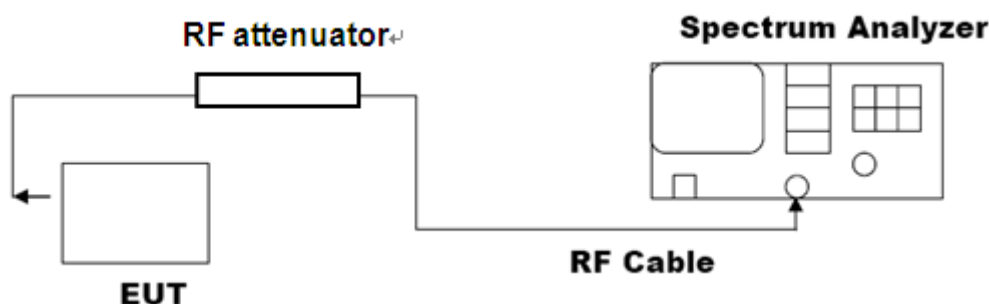 RF attenuator↵
Spectrum Analyzer
RF Cable
EUT